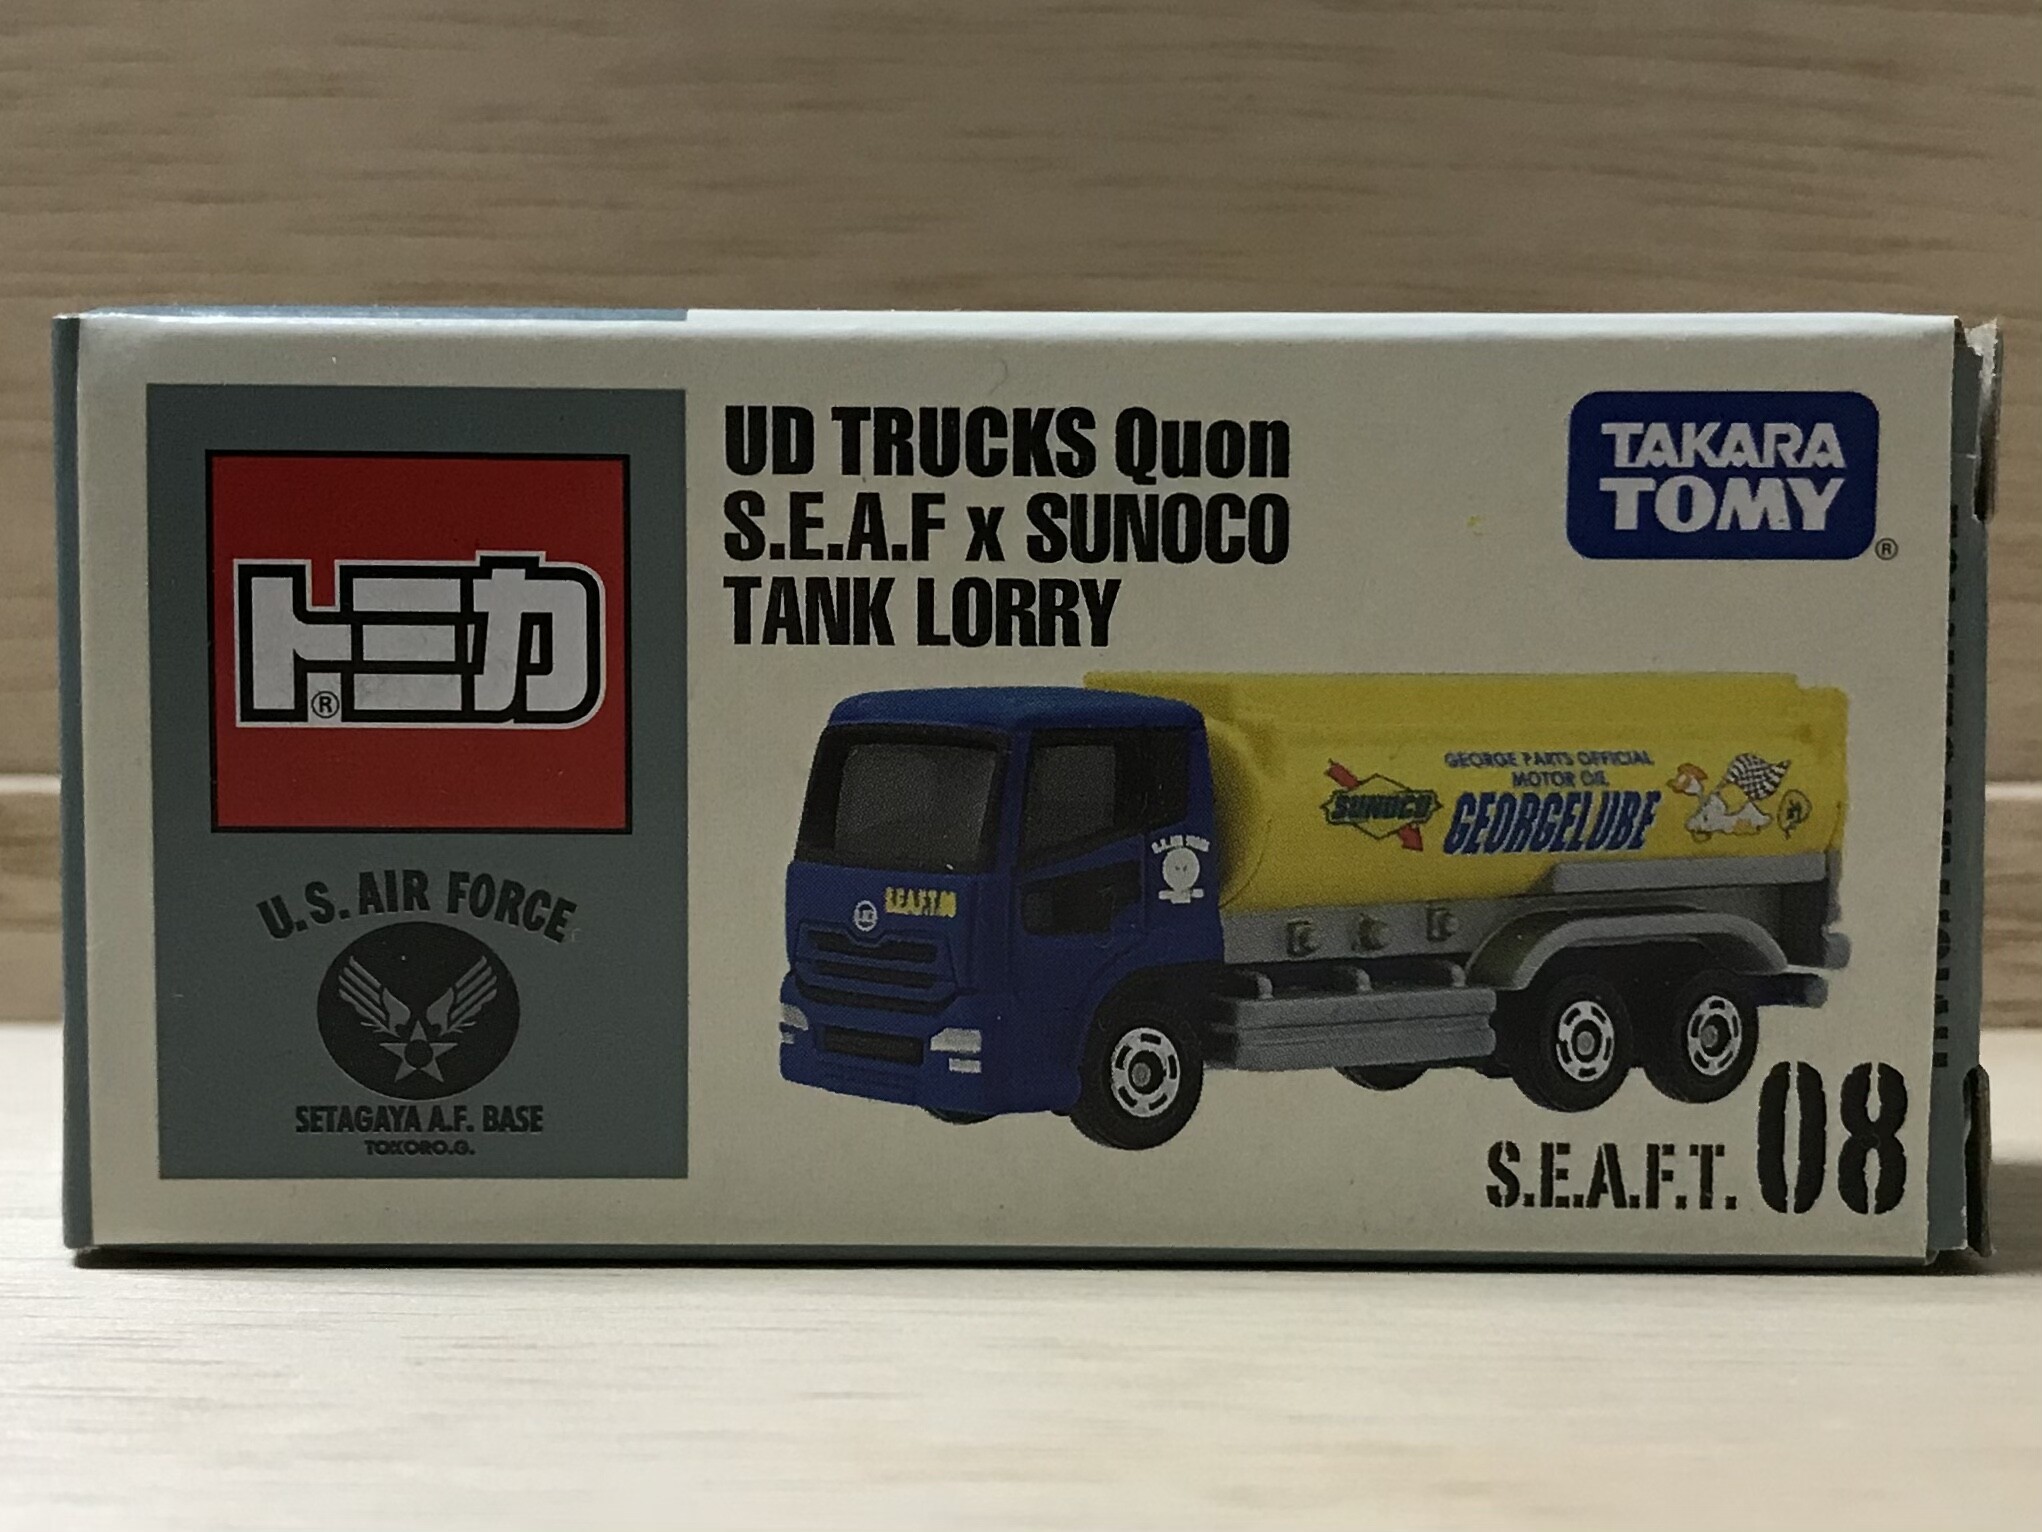 トミカ
®
U.S. AIR FORCE
SETAGAYA A.F. BASE
TOKORO.G.
UD TRUCKS Quon
S.E.A.F x SUNOCO
TANK LORRY
TAKARA
TOMY
®
GEORGE PARTS OFFICIAL
MOTOR OIL
SUNOCO
GEORGELUBE
S.E.A.F.T. 08